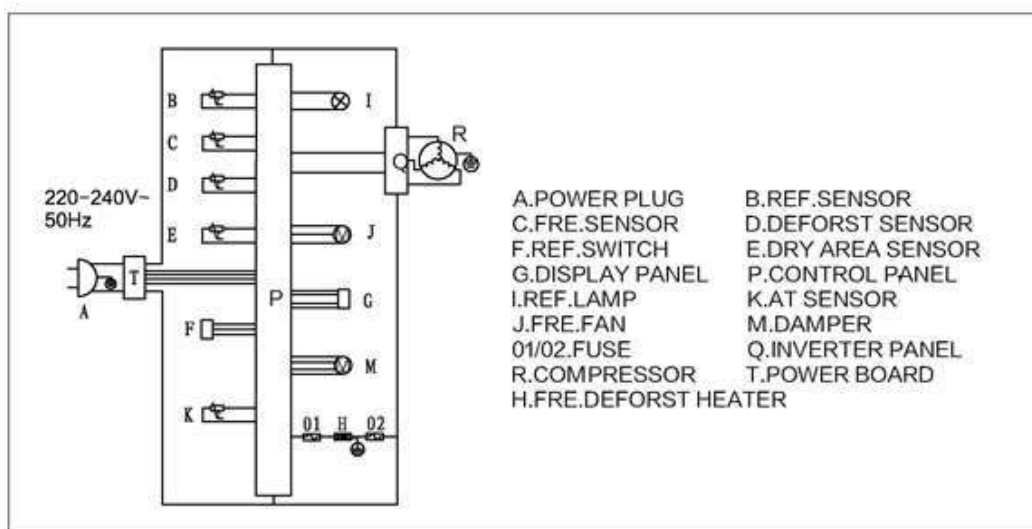 B
I
C
R
Q
D
220-240V~
50Hz
E
J
T
P
G
A
F
M
K
01 H 02
A.POWER PLUG B.REF.SENSOR
C.FRE.SENSOR D.DEFORST SENSOR
F.REF.SWITCH E.DRY AREA SENSOR
G.DISPLAY PANEL P.CONTROL PANEL
I.REF.LAMP K.AT SENSOR
J.FRE.FAN M.DAMPER
01/02.FUSE Q.INVERTER PANEL
R.COMPRESSOR T.POWER BOARD
H.FRE.DEFORST HEATER